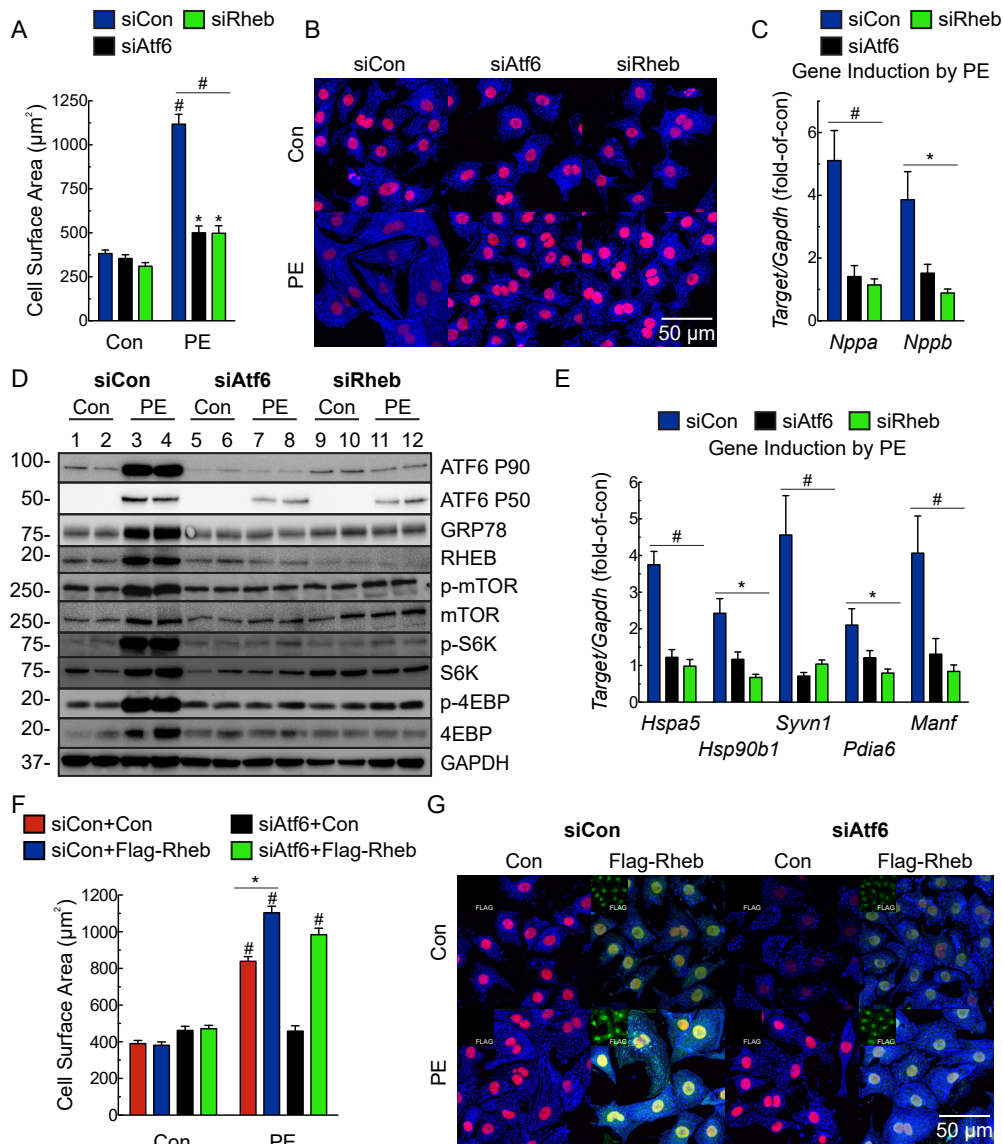 A
siCon siRheb
siAtf6
Cell Surface Area (µm²)
1250
1000
750
500
250
0
#
#
* *
Con PE
B
siCon siAtf6 siRheb
Con
PE
50 µm
C
siCon siRheb
siAtf6
Gene Induction by PE
Target/Gapdh (fold-of-con)
6
4
2
0
#
*
Nppa Nppb
D
siCon siAtf6 siRheb
Con PE Con PE Con PE
1 2 3 4 5 6 7 8 9 10 11 12
100- ATF6 P90
50- ATF6 P50
75- GRP78
20- RHEB
250- p-mTOR
250- mTOR
75- p-S6K
75- S6K
20- p-4EBP
20- 4EBP
37- GAPDH
E
siCon siAtf6 siRheb
Gene Induction by PE
Target/Gapdh (fold-of-con)
6
5
4
3
2
1
0
# * # * #
Hspa5 Syvn1 Manf
Hsp90b1 Pdia6
F
siCon+Con siAtf6+Con
siCon+Flag-Rheb siAtf6+Flag-Rheb
Cell Surface Area (µm²)
1200
1000
800
600
400
200
0
*
# # #
Con PE
G
siCon siAtf6
Con Flag-Rheb Con Flag-Rheb
Con
FLAG FLAG FLAG FLAG
PE
FLAG FLAG FLAG FLAG
50 µm